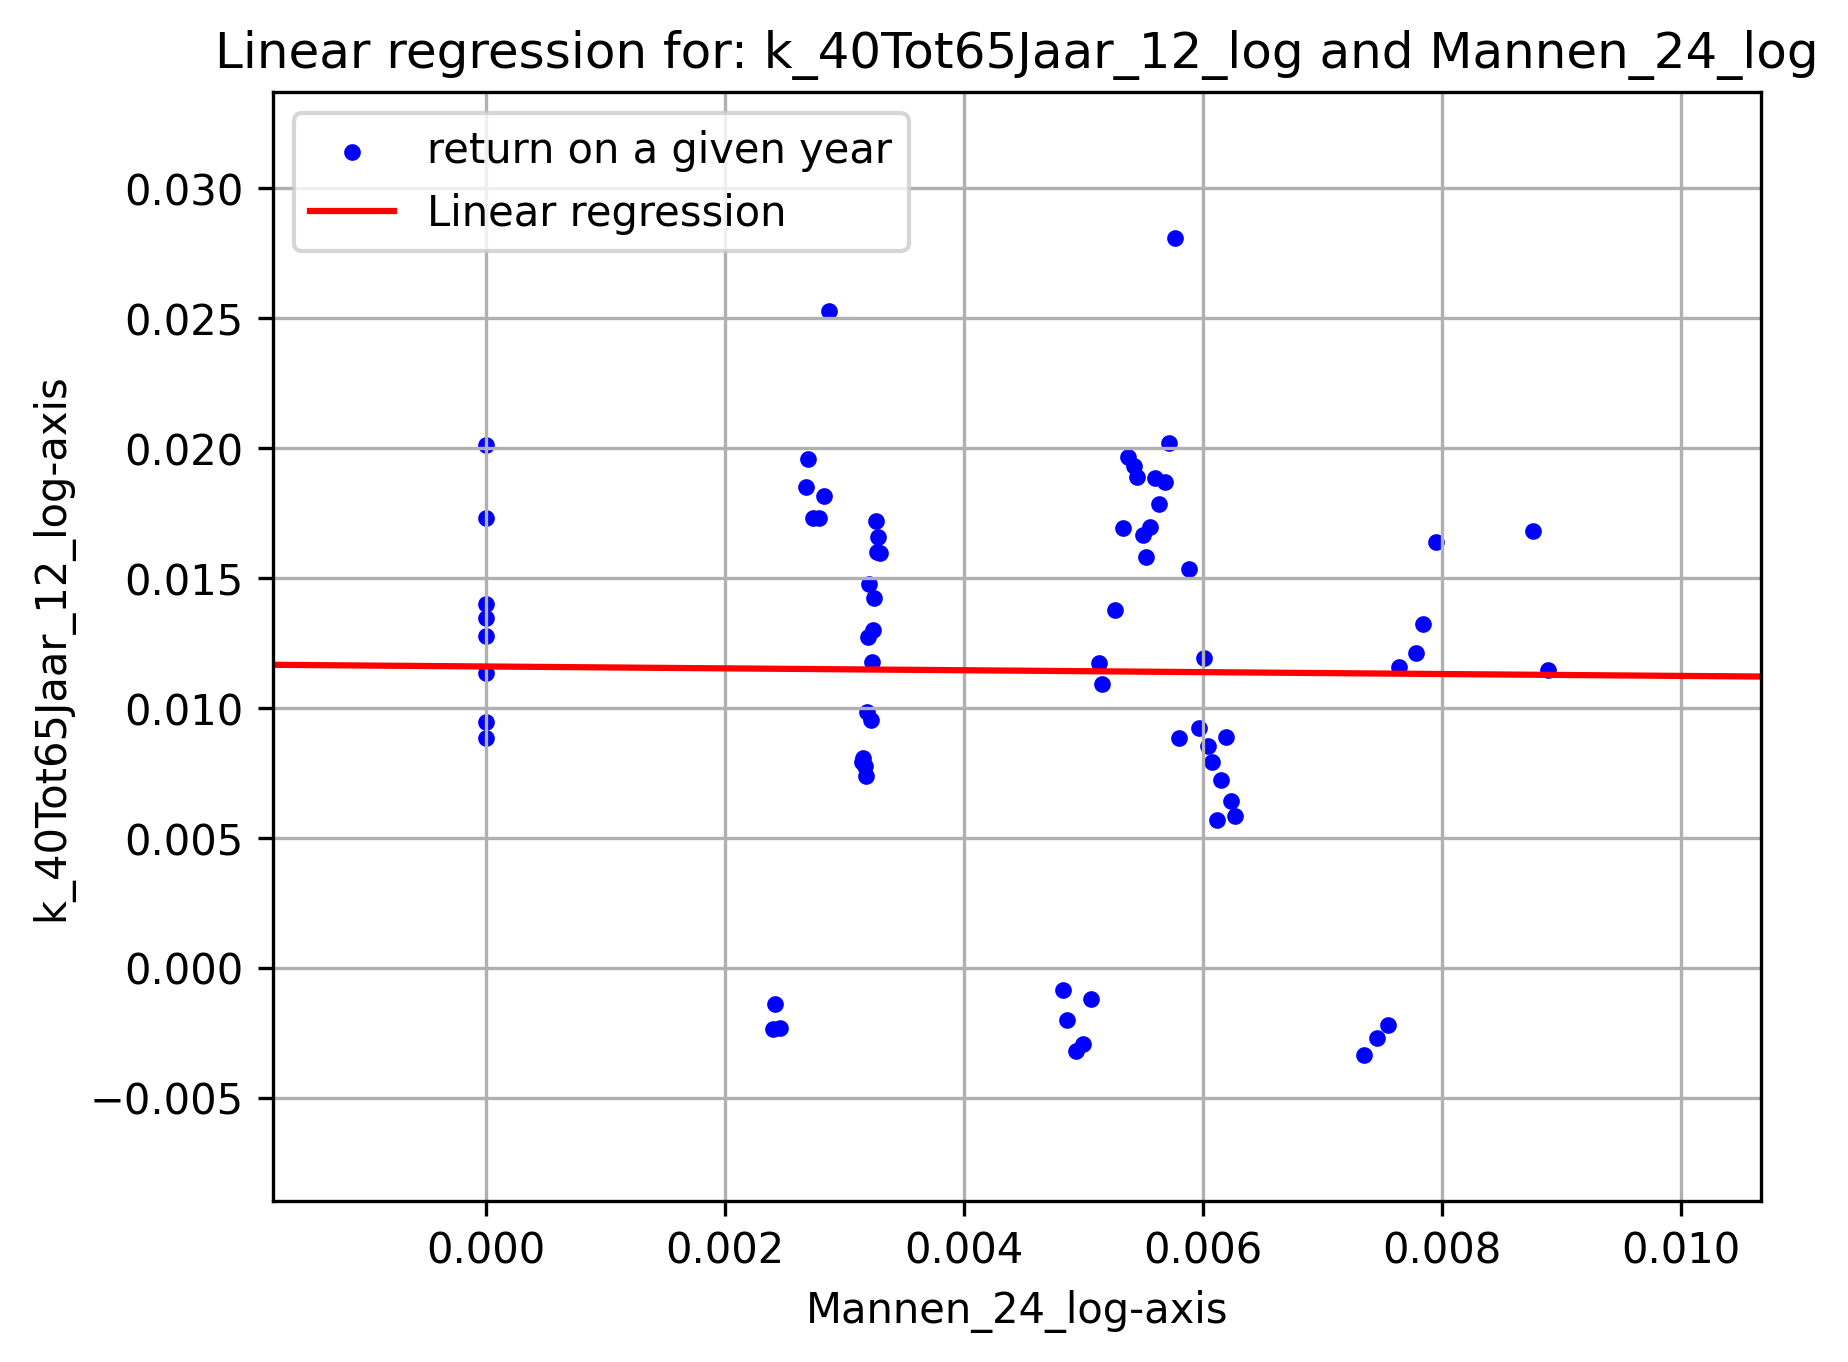 Linear regression for: k_40Tot65Jaar_12_log and Mannen_24_log
return on a given year
Linear regression
0.030
0.025
0.020
0.015
0.010
0.005
0.000
−0.005
k_40Tot65Jaar_12_log-axis
0.000
0.002
0.004
0.006
0.008
0.010
Mannen_24_log-axis